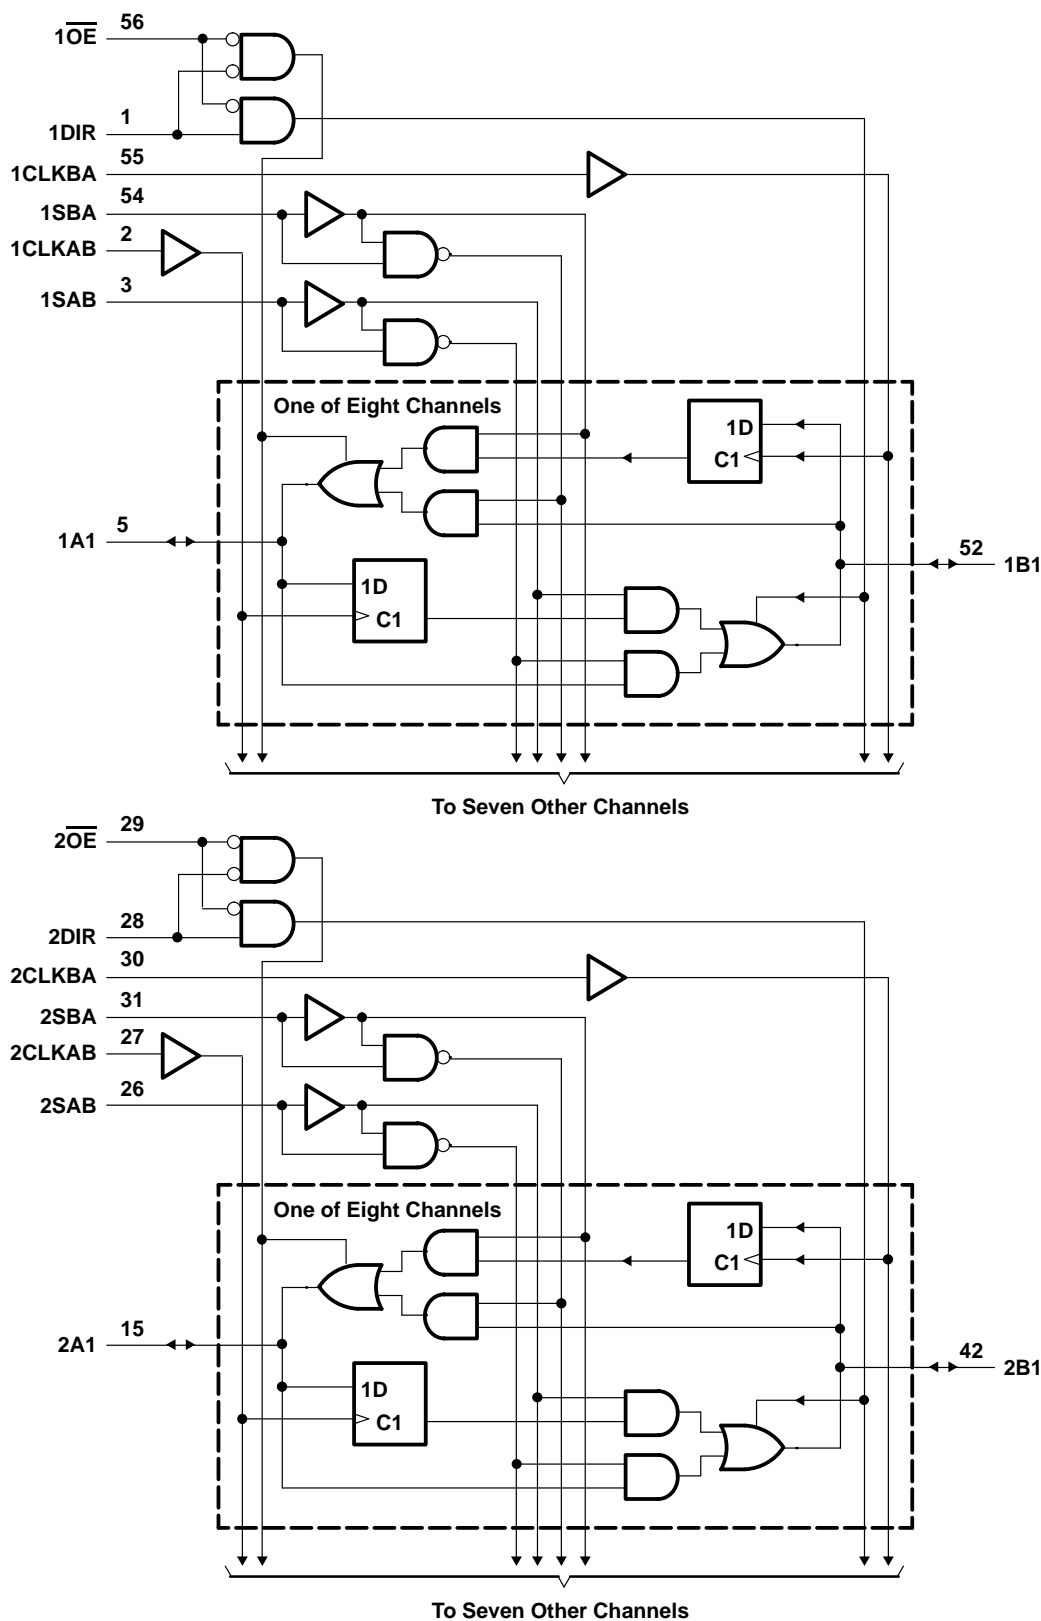 1O̅E̅ 56
1DIR 1
1CLKBA 55
1SBA 54
1CLKAB 2
1SAB 3
One of Eight Channels
1D
C1
1A1 5
52 1B1
1D
C1
To Seven Other Channels
2O̅E̅ 29
2DIR 28
2CLKBA 30
2SBA 31
2CLKAB 27
2SAB 26
One of Eight Channels
1D
C1
2A1 15
42 2B1
1D
C1
To Seven Other Channels